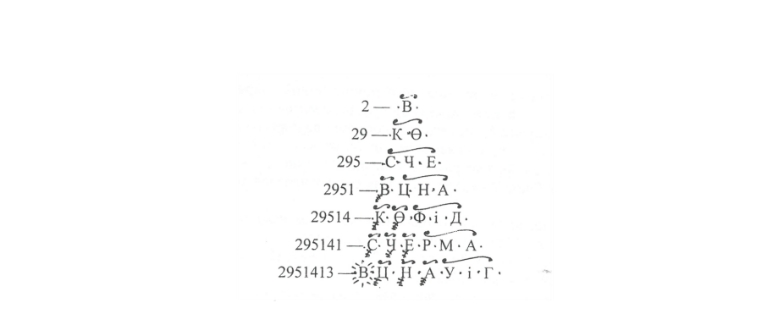 2 — ·В·
29 — ·К·Ѳ·
295 — ·С·Ч·Е·
2951 — ·В·Ц·Н·А·
29514 — ·К·Ѳ·Ф·і·Д·
295141 — ·С·Ч·Е·Р·М·А·
2951413 — ·В·Ц·Н·А·У·і·Г·